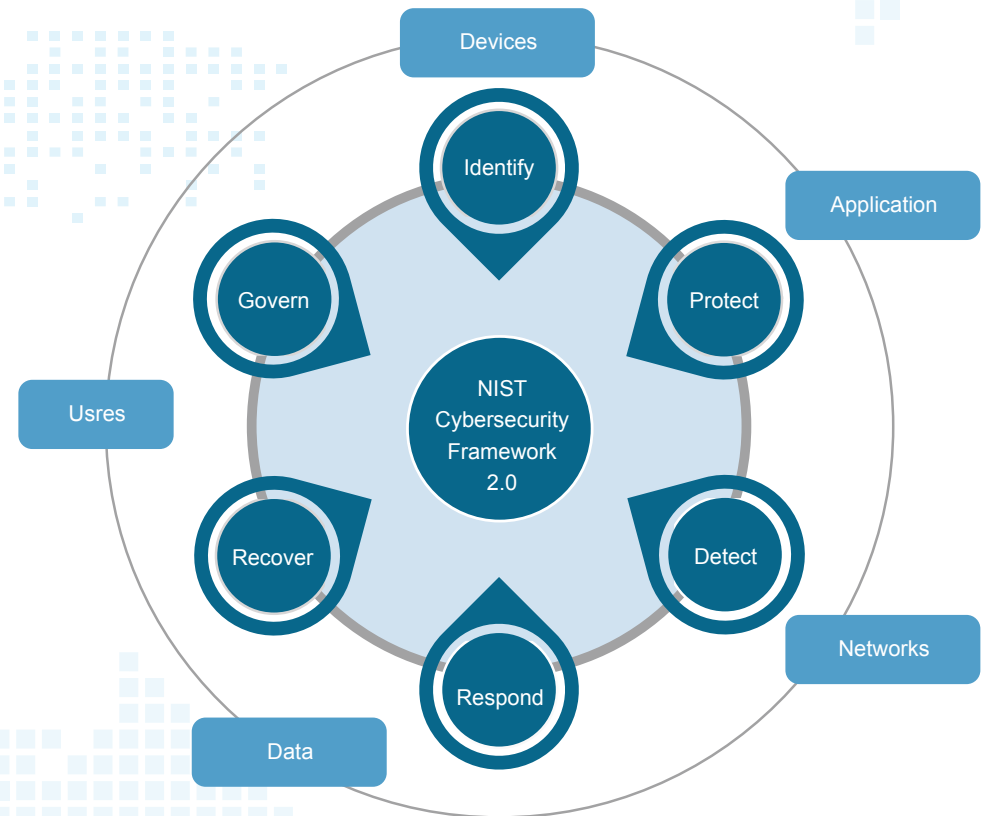 Devices
Identify
Application
Govern
Protect
NIST
Cybersecurity
Framework
2.0
Usres
Recover
Detect
Networks
Respond
Data